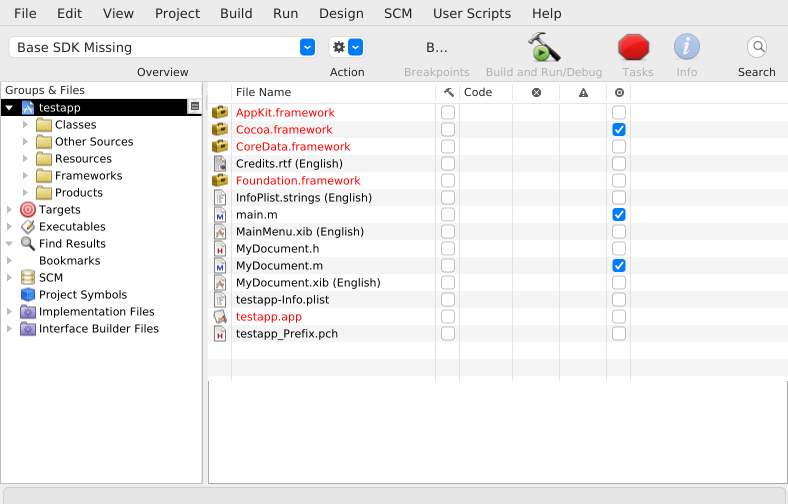 File Edit View Project Build Run Design SCM User Scripts Help
Base SDK Missing B...
Overview Action Breakpoints Build and Run/Debug Tasks Info Search
Groups & Files
testapp
Classes
Other Sources
Resources
Frameworks
Products
Targets
Executables
Find Results
Bookmarks
SCM
Project Symbols
Implementation Files
Interface Builder Files
File Name Code
AppKit.framework
Cocoa.framework
CoreData.framework
Credits.rtf (English)
Foundation.framework
InfoPlist.strings (English)
main.m
MainMenu.xib (English)
MyDocument.h
MyDocument.m
MyDocument.xib (English)
testapp-Info.plist
testapp.app
testapp_Prefix.pch